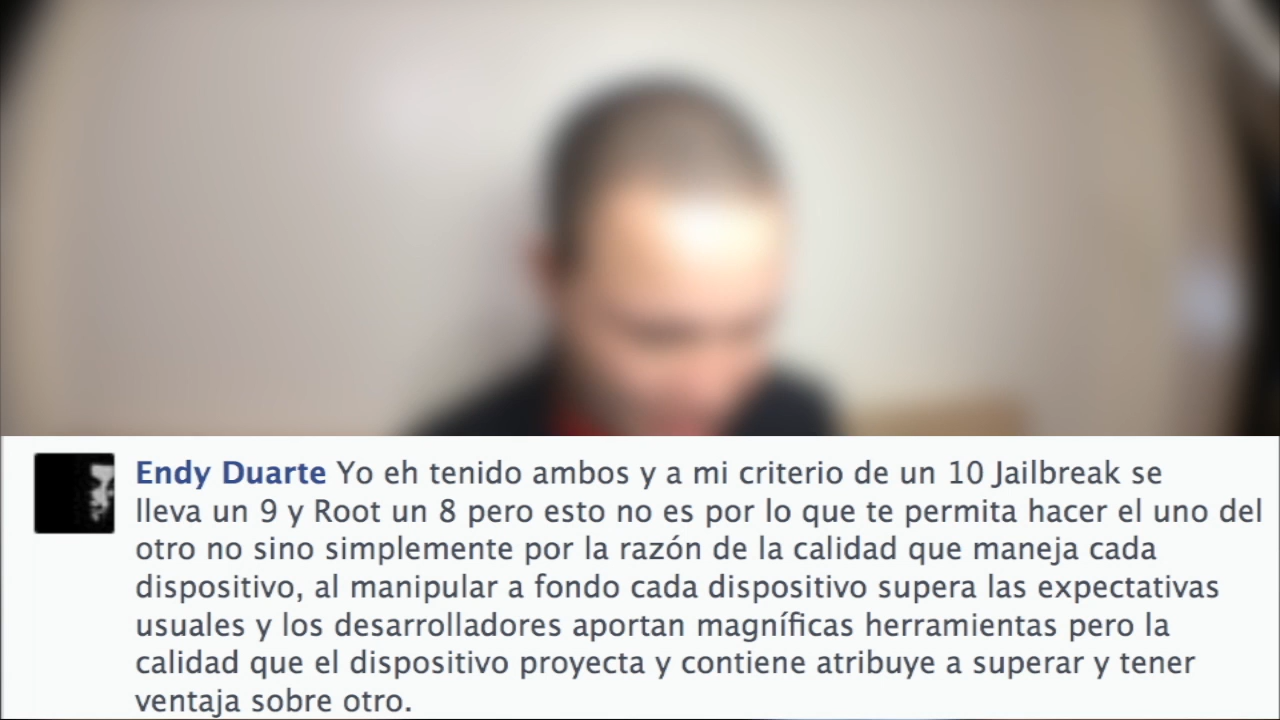 Endy Duarte Yo eh tenido ambos y a mi criterio de un 10 Jailbreak se
lleva un 9 y Root un 8 pero esto no es por lo que te permita hacer el uno del
otro no sino simplemente por la razón de la calidad que maneja cada
dispositivo, al manipular a fondo cada dispositivo supera las expectativas
usuales y los desarrolladores aportan magníficas herramientas pero la
calidad que el dispositivo proyecta y contiene atribuye a superar y tener
ventaja sobre otro.